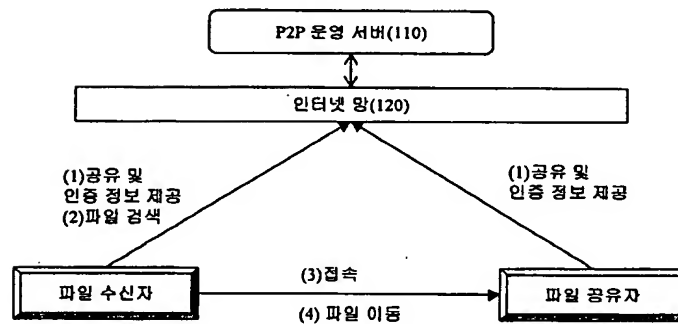 P2P 운영 서버(110)
인터넷 망(120)
(1)공유 및
인증 정보 제공
(2)파일 검색
(1)공유 및
인증 정보 제공
(3)접속
파일 수신자
파일 공유자
(4) 파일 이동